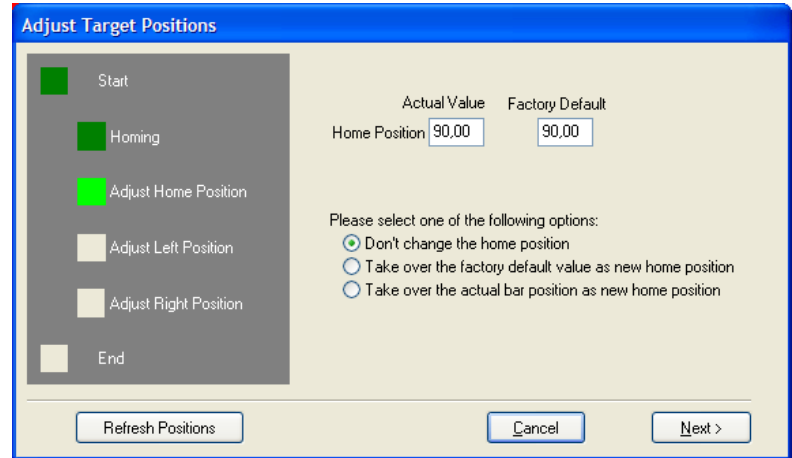 Adjust Target Positions
Start
Homing
Adjust Home Position
Adjust Left Position
Adjust Right Position
End
Actual Value Factory Default
Home Position 90,00 90,00
Please select one of the following options:
Don't change the home position
Take over the factory default value as new home position
Take over the actual bar position as new home position
Refresh Positions Cancel Next >